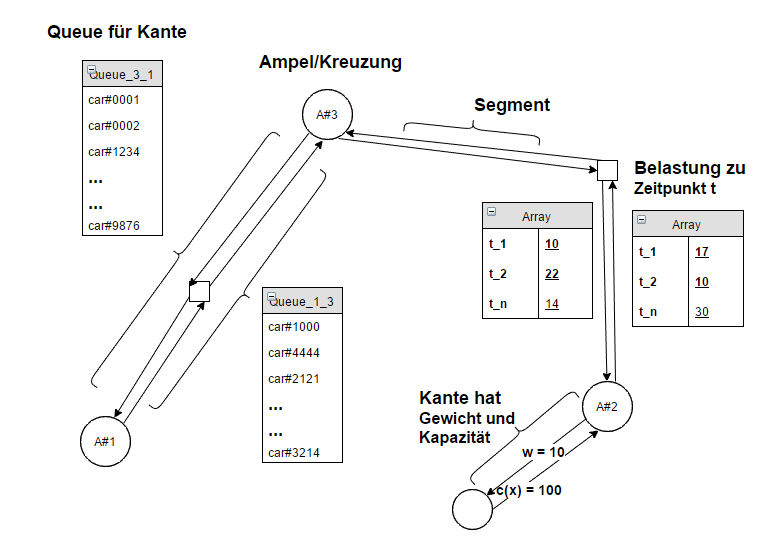 Queue für Kante
Queue_3_1
car#0001
car#0002
car#1234
...
...
car#9876
Ampel/Kreuzung
A#3
Segment
Belastung zu
Zeitpunkt t
Array
t_1 10
t_2 22
t_n 14
Array
t_1 17
t_2 10
t_n 30
Queue_1_3
car#1000
car#4444
car#2121
...
...
car#3214
A#1
Kante hat
Gewicht und
Kapazität
A#2
w = 10
c(x) = 100